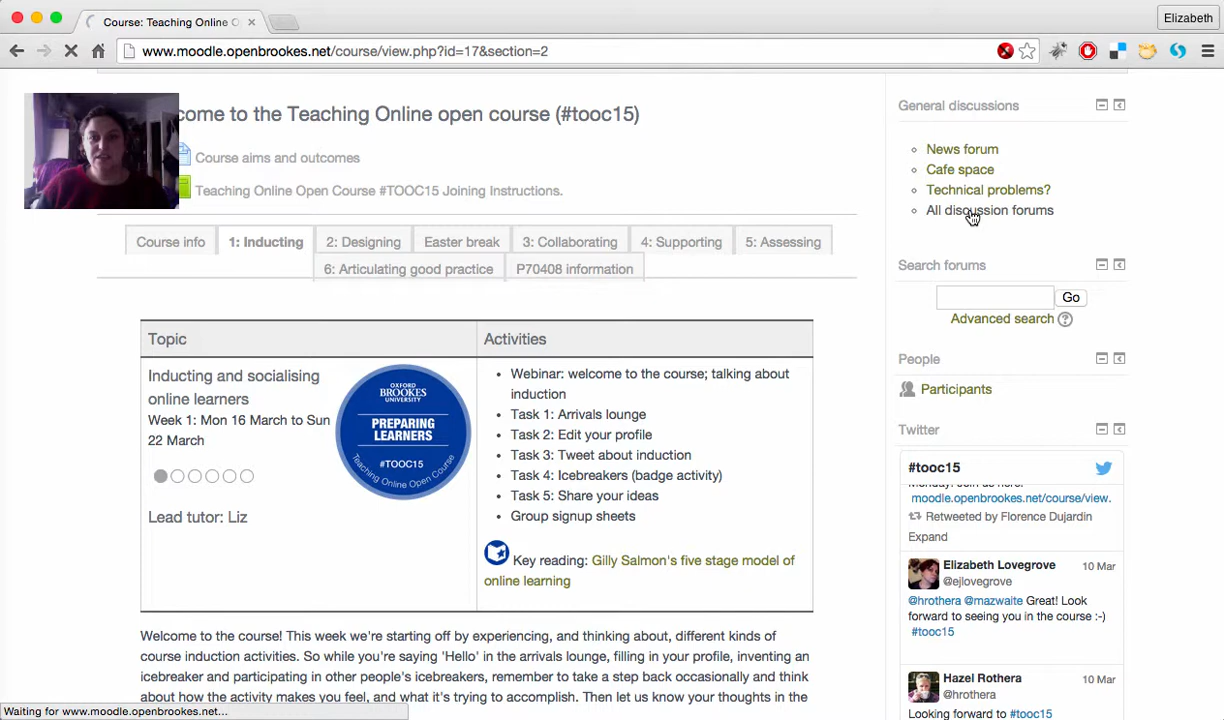 Course: Teaching Online O
Elizabeth
www.moodle.openbrookes.net/course/view.php?id=17&section=2
come to the Teaching Online open course (#tooc15)
Course aims and outcomes
Teaching Online Open Course #TOOC15 Joining Instructions.
Course info
1: Inducting
2: Designing
Easter break
3: Collaborating
4: Supporting
5: Assessing
6: Articulating good practice
P70408 information
Topic
Activities
Inducting and socialising
online learners
Week 1: Mon 16 March to Sun
22 March
Lead tutor: Liz
OXFORD
BROOKES
UNIVERSITY
PREPARING
LEARNERS
#TOOC15
Teaching Online Open Course
Webinar: welcome to the course; talking about
induction
Task 1: Arrivals lounge
Task 2: Edit your profile
Task 3: Tweet about induction
Task 4: Icebreakers (badge activity)
Task 5: Share your ideas
Group signup sheets
Key reading: Gilly Salmon's five stage model of
online learning
Welcome to the course! This week we're starting off by experiencing, and thinking about, different kinds of
course induction activities. So while you're saying 'Hello' in the arrivals lounge, filling in your profile, inventing an
icebreaker and participating in other people's icebreakers, remember to take a step back occasionally and think
about how the activity makes you feel, and what it's trying to accomplish. Then let us know your thoughts in the
General discussions
News forum
Cafe space
Technical problems?
All discussion forums
Search forums
Go
Advanced search ?
People
Participants
Twitter
#tooc15
Monday! Join us here:
moodle.openbrookes.net/course/view.
Retweeted by Florence Dujardin
Expand
Elizabeth Lovegrove 10 Mar
@ejlovegrove
@hrothera @mazwaite Great! Look
forward to seeing you in the course :-)
#tooc15
Hazel Rothera 10 Mar
@hrothera
Looking forward to #tooc15
Waiting for www.moodle.openbrookes.net...